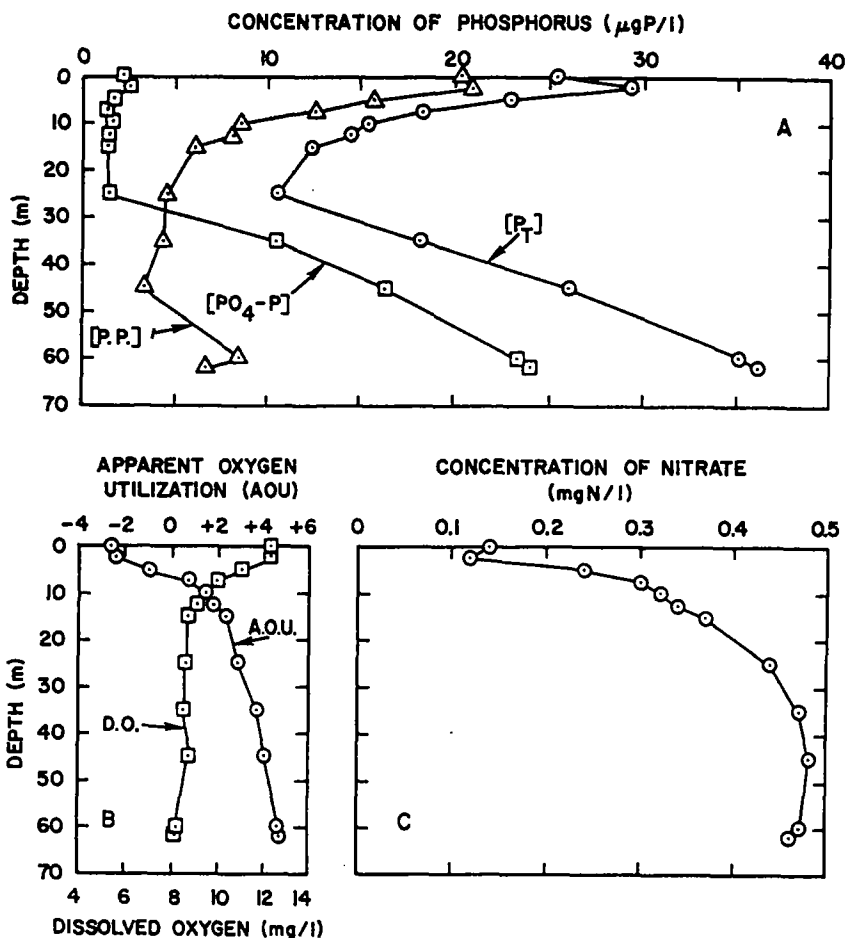 CONCENTRATION OF PHOSPHORUS (μgP/l)
0 10 20 30 40
0
10
20
30
40
50
60
70
DEPTH (m)
A
[P_T]
[PO₄-P]
[P.P.]
APPARENT OXYGEN
UTILIZATION (AOU)
-4 -2 0 +2 +4 +6
0
10
20
30
40
50
60
70
DEPTH (m)
A.O.U.
D.O.
B
4 6 8 10 12 14
DISSOLVED OXYGEN (mg/l)
CONCENTRATION OF NITRATE
(mgN/l)
0 0.1 0.2 0.3 0.4 0.5
C